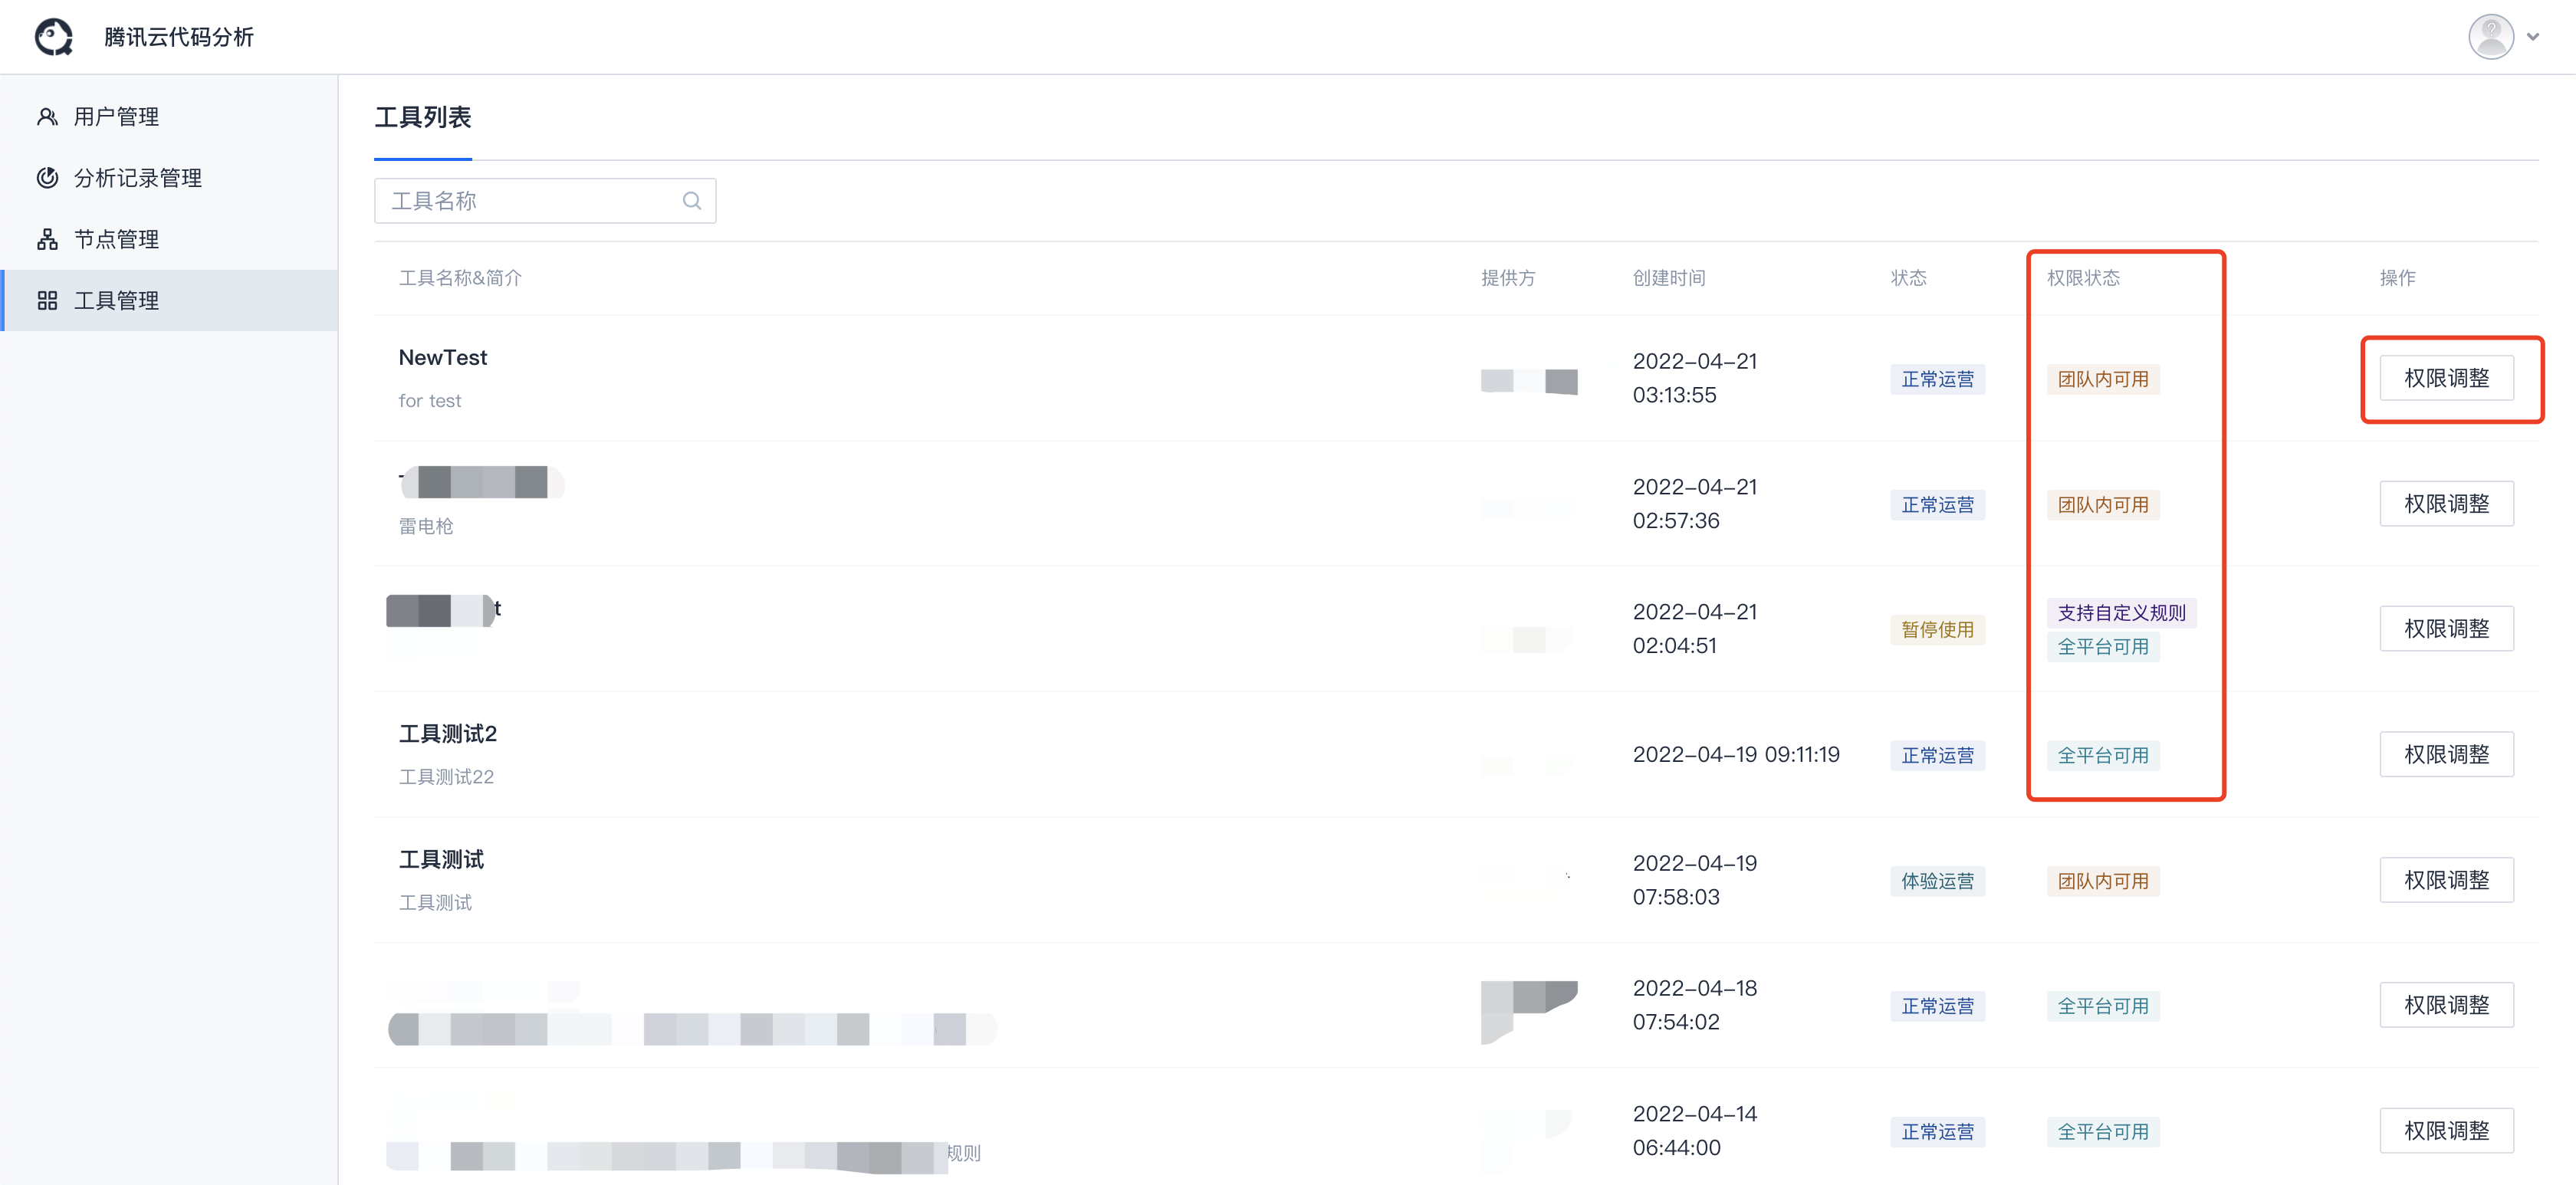 腾讯云代码分析
用户管理
分析记录管理
节点管理
工具管理
工具列表
工具名称
工具名称&简介 提供方 创建时间 状态 权限状态 操作
NewTest
for test
2022-04-21
03:13:55
正常运营
团队内可用
权限调整
雷电枪
2022-04-21
02:57:36
正常运营
团队内可用
权限调整
t
2022-04-21
02:04:51
暂停使用
支持自定义规则
全平台可用
权限调整
工具测试2
工具测试22
2022-04-19 09:11:19
正常运营
全平台可用
权限调整
工具测试
工具测试
2022-04-19
07:58:03
体验运营
团队内可用
权限调整
2022-04-18
07:54:02
正常运营
全平台可用
权限调整
规则
2022-04-14
06:44:00
正常运营
全平台可用
权限调整